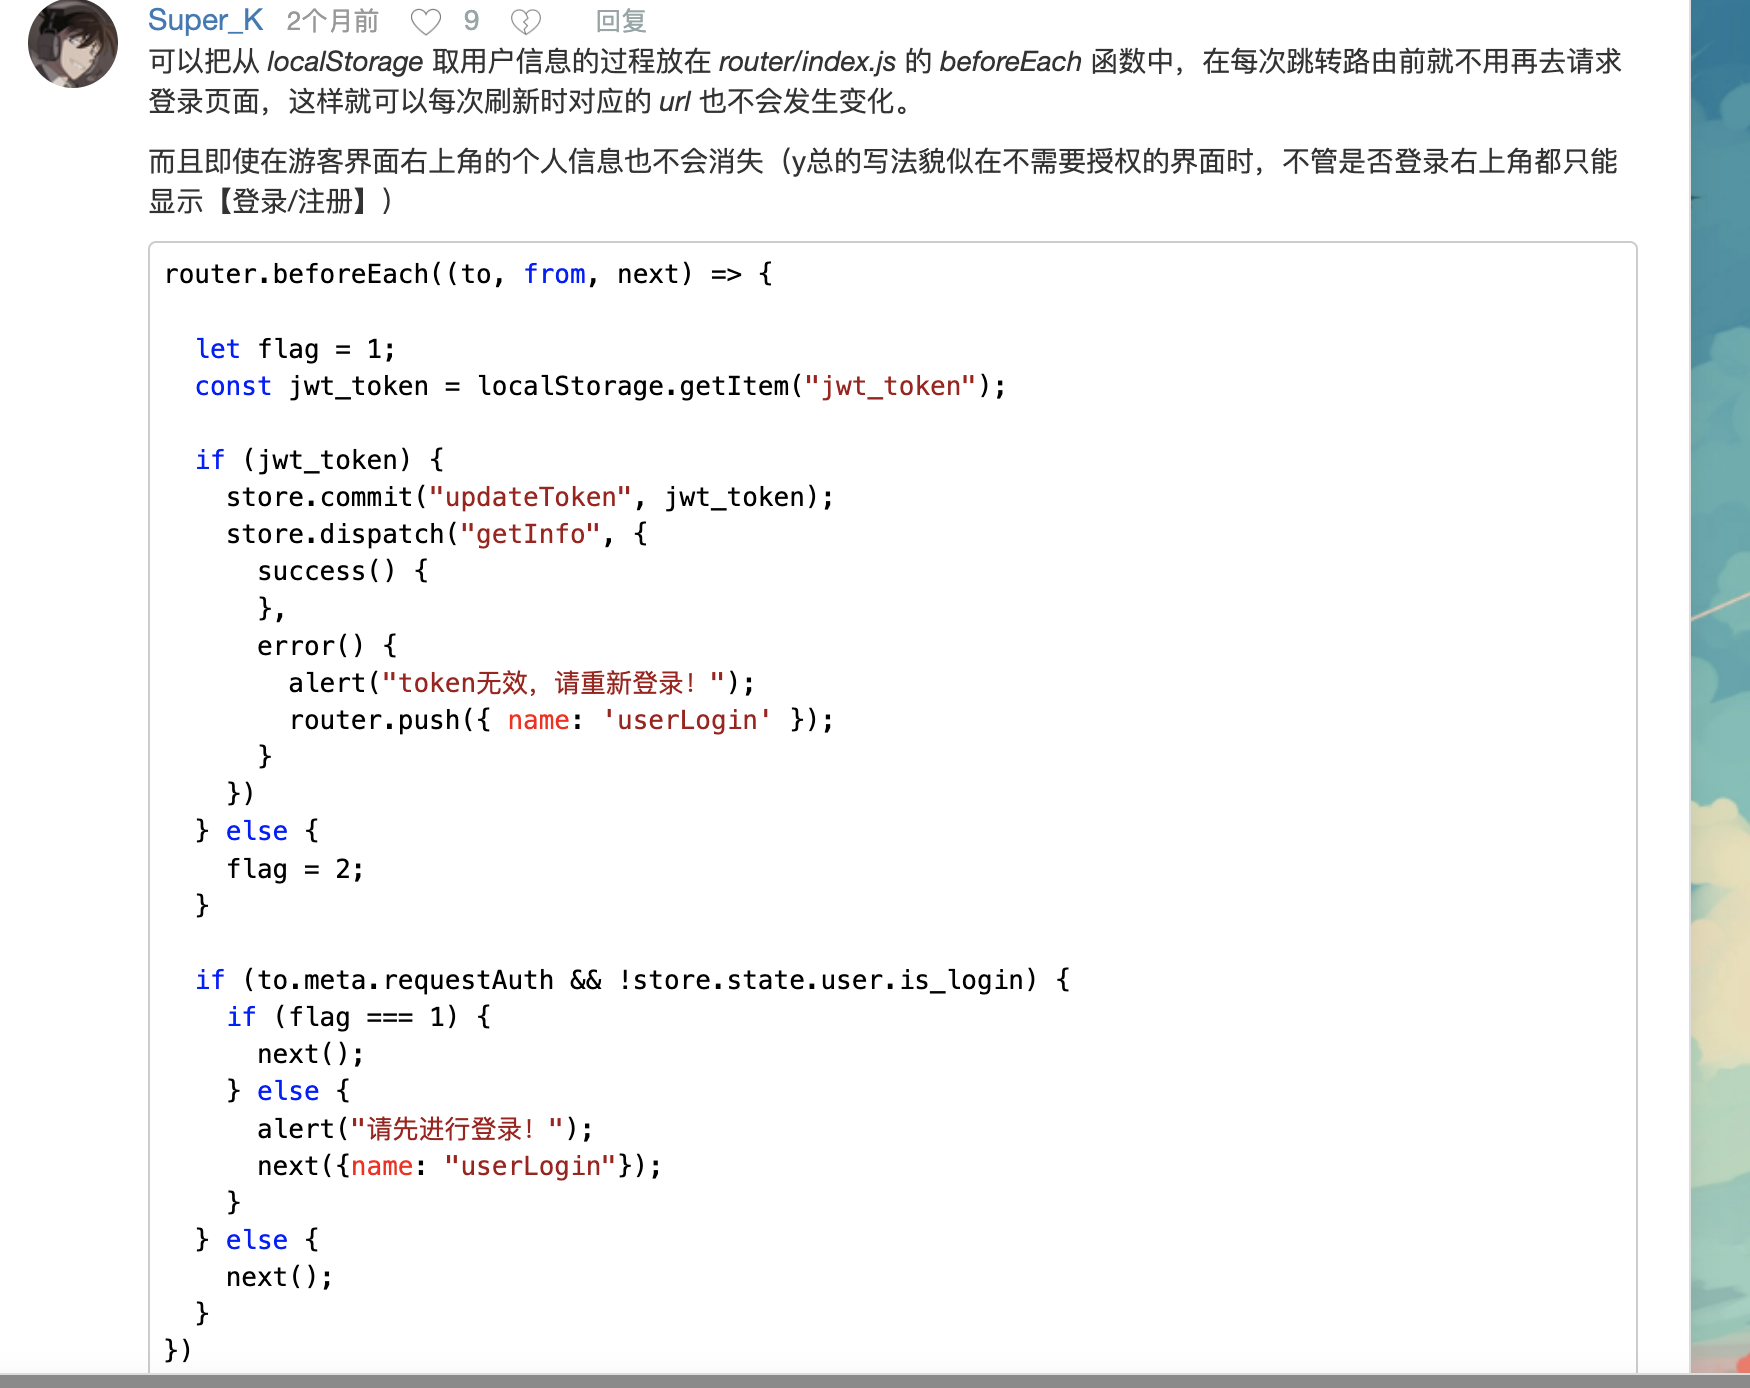 Super_K 2个月前 9 回复
可以把从 localStorage 取用户信息的过程放在 router/index.js 的 beforeEach 函数中，在每次跳转路由前就不用再去请求
登录页面，这样就可以每次刷新时对应的 url 也不会发生变化。
而且即使在游客界面右上角的个人信息也不会消失（y总的写法貌似在不需要授权的界面时，不管是否登录右上角都只能
显示【登录/注册】）
router.beforeEach((to, from, next) => {
let flag = 1;
const jwt_token = localStorage.getItem("jwt_token");
if (jwt_token) {
store.commit("updateToken", jwt_token);
store.dispatch("getInfo", {
success() {
},
error() {
alert("token无效，请重新登录！");
router.push({ name: 'userLogin' });
}
})
} else {
flag = 2;
}
if (to.meta.requestAuth && !store.state.user.is_login) {
if (flag === 1) {
next();
} else {
alert("请先进行登录！");
next({name: "userLogin"});
}
} else {
next();
}
})